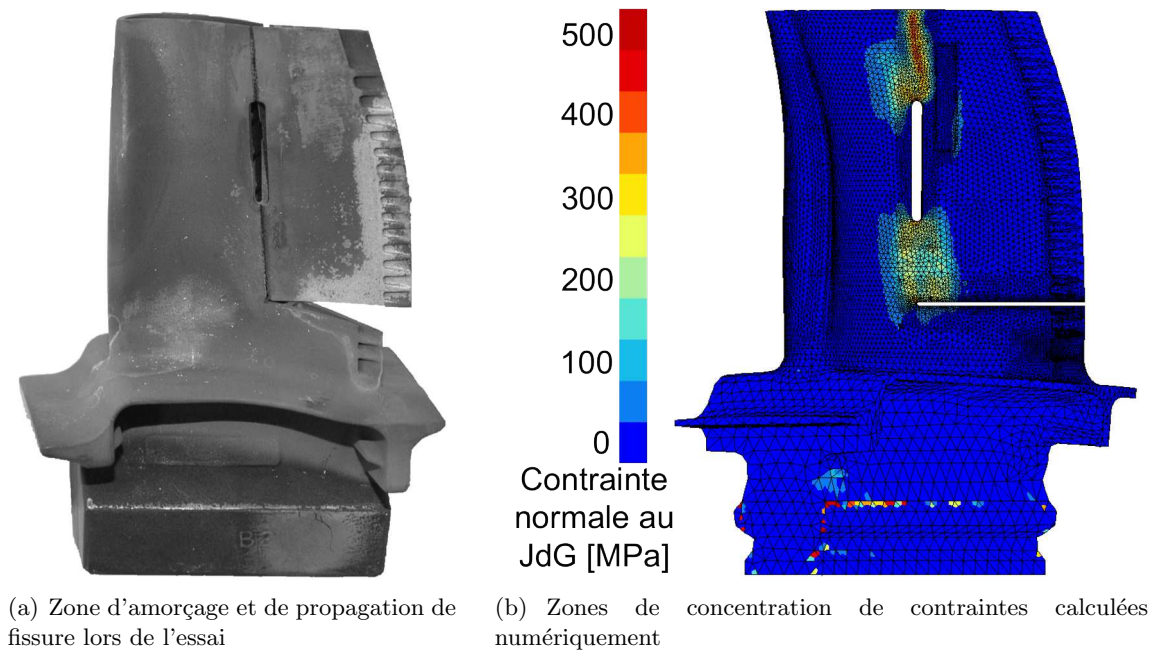 500
400
300
200
100
0
Contrainte
normale au
JdG [MPa]
(a) Zone d'amorçage et de propagation de
fissure lors de l'essai
(b) Zones de concentration de contraintes calculées
numériquement